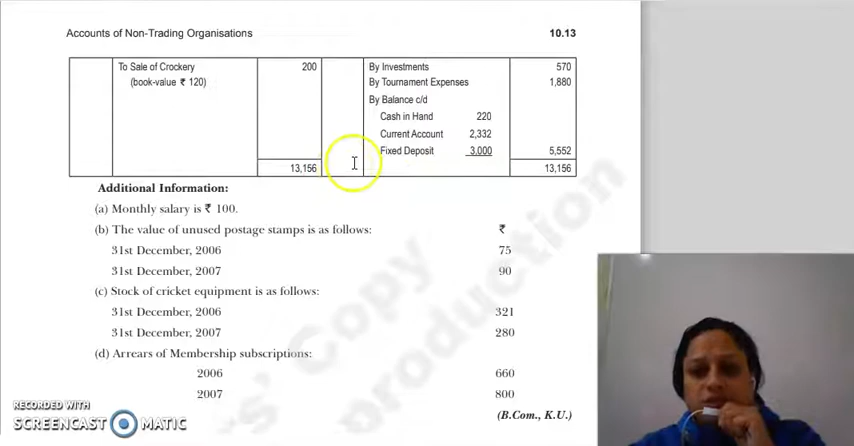 Accounts of Non-Trading Organisations 10.13
To Sale of Crockery 200 By Investments 570
(book-value ₹ 120) By Tournament Expenses 1,880
By Balance c/d
Cash in Hand 220
Current Account 2,332
Fixed Deposit 3,000 5,552
13,156 13,156
Additional Information:
(a) Monthly salary is ₹ 100.
(b) The value of unused postage stamps is as follows: ₹
31st December, 2006 75
31st December, 2007 90
(c) Stock of cricket equipment is as follows:
31st December, 2006 321
31st December, 2007 280
(d) Arrears of Membership subscriptions:
2006 660
2007 800
(B.Com., K.U.)
RECORDED WITH
SCREENCAST MATIC
Copy
production